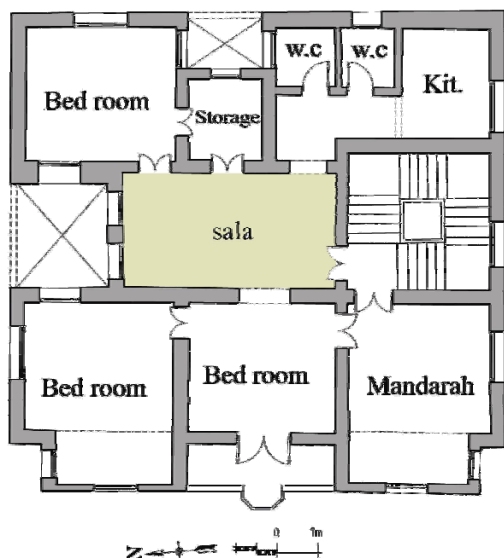 w.c
w.c
Kit.
Bed room
Storage
sala
Bed room
Bed room
Mandarah
N
0 1m